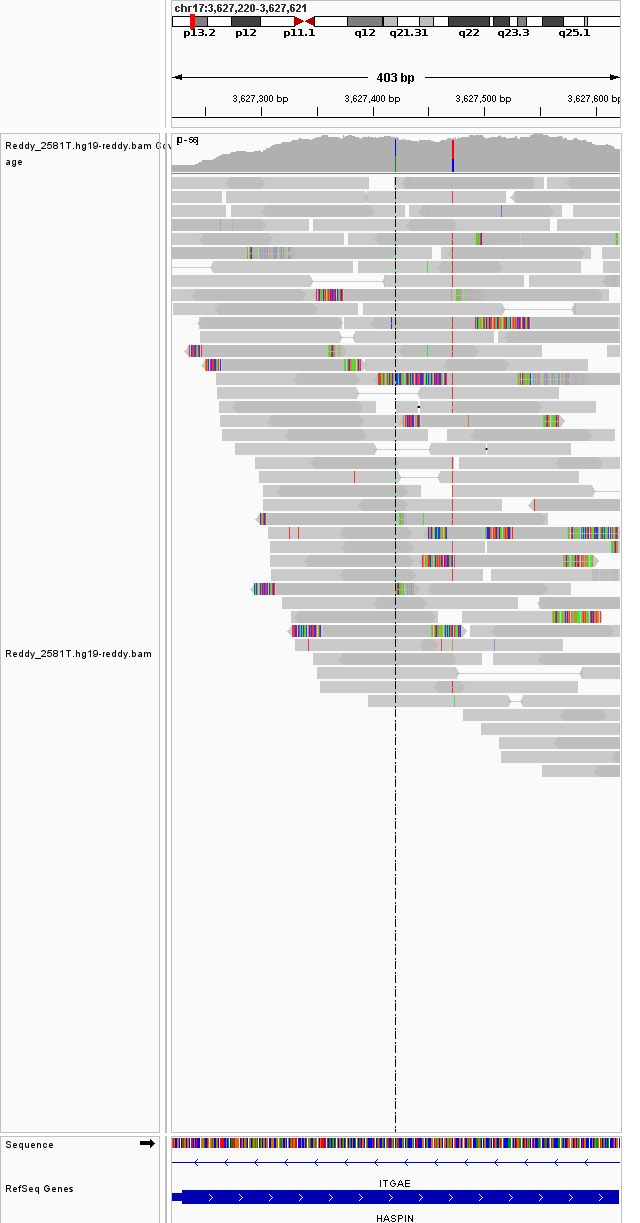 chr17:3,627,220-3,627,621
p13.2 p12 p11.1 q12 q21.31 q22 q23.3 q25.1
403 bp
3,627,300 bp 3,627,400 bp 3,627,500 bp 3,627,600 bp
Reddy_2581T.hg19-reddy.bam Cov
age
[0-56]
Reddy_2581T.hg19-reddy.bam
Sequence
RefSeq Genes
ITGAE
HASPIN